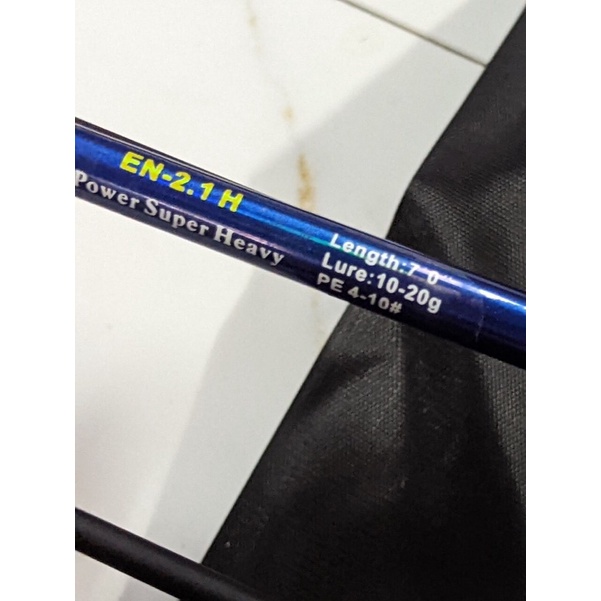 EN-2.1 H
Power Super Heavy
Length:7'0"
Lure:10-20g
PE 4-10#